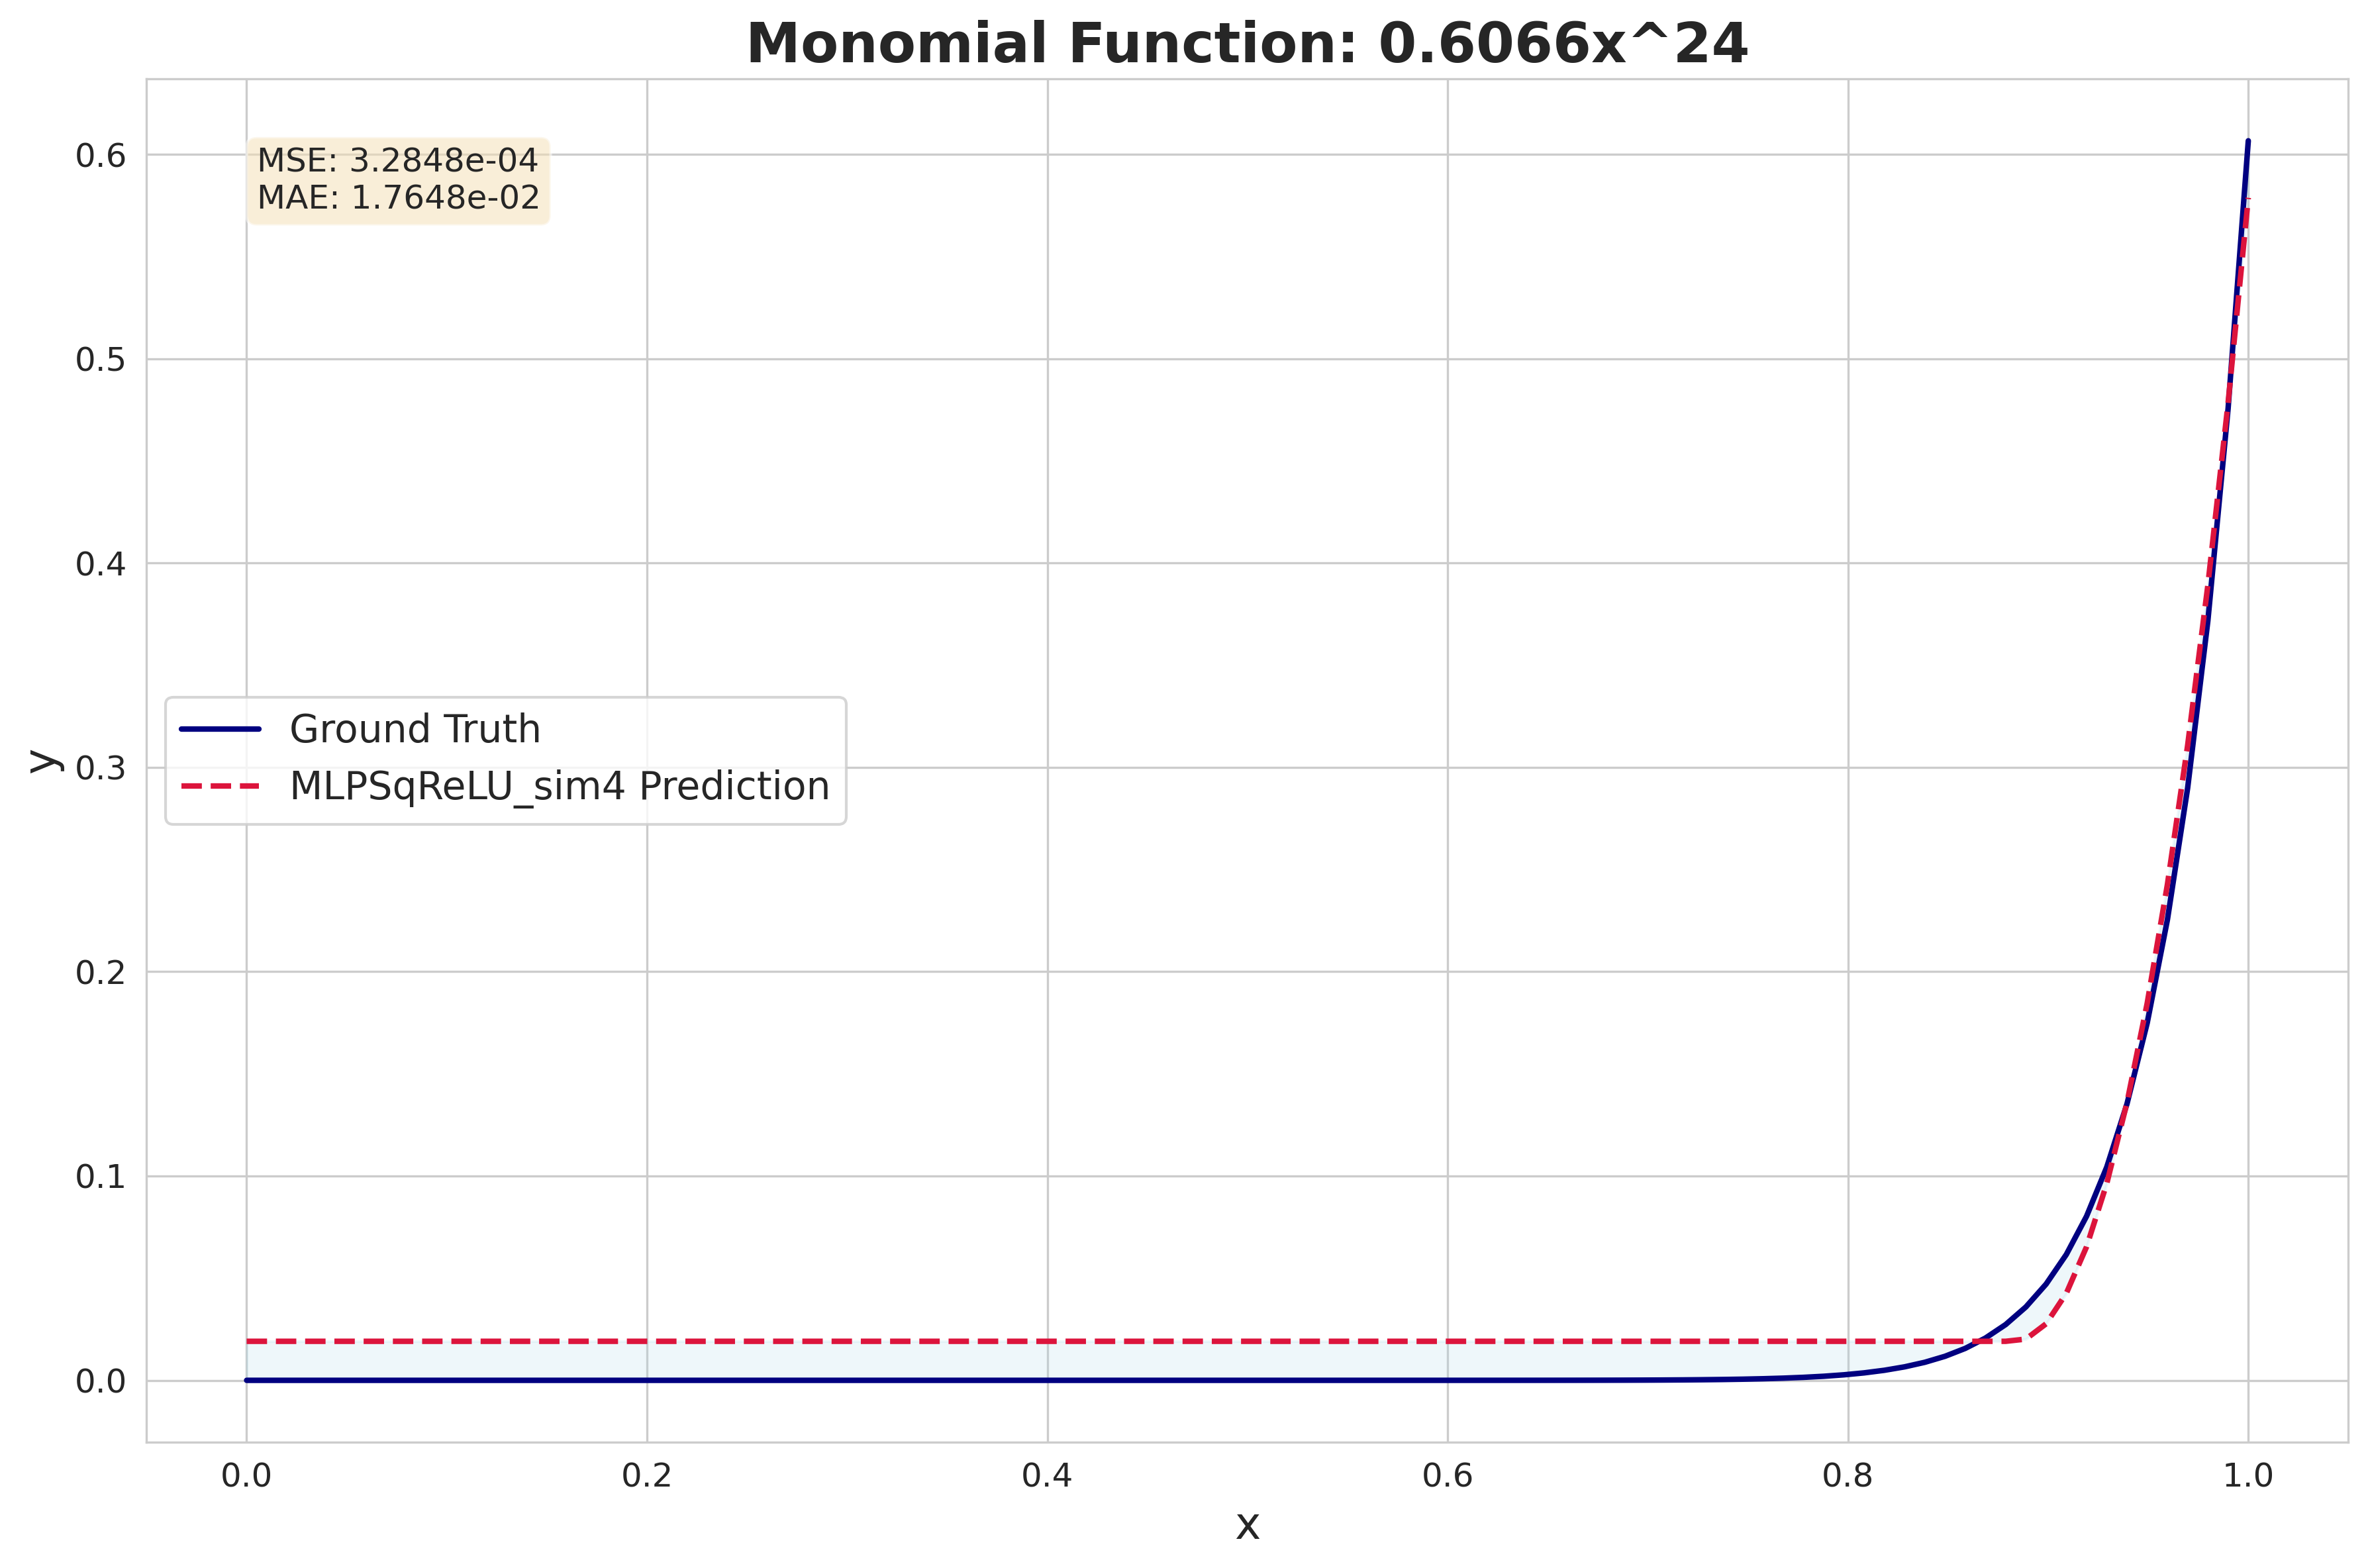 Monomial Function: 0.6066x^24
MSE: 3.2848e-04
MAE: 1.7648e-02
Ground Truth
MLPSqReLU_sim4 Prediction
y
0.6
0.5
0.4
0.3
0.2
0.1
0.0
0.0 0.2 0.4 0.6 0.8 1.0
x